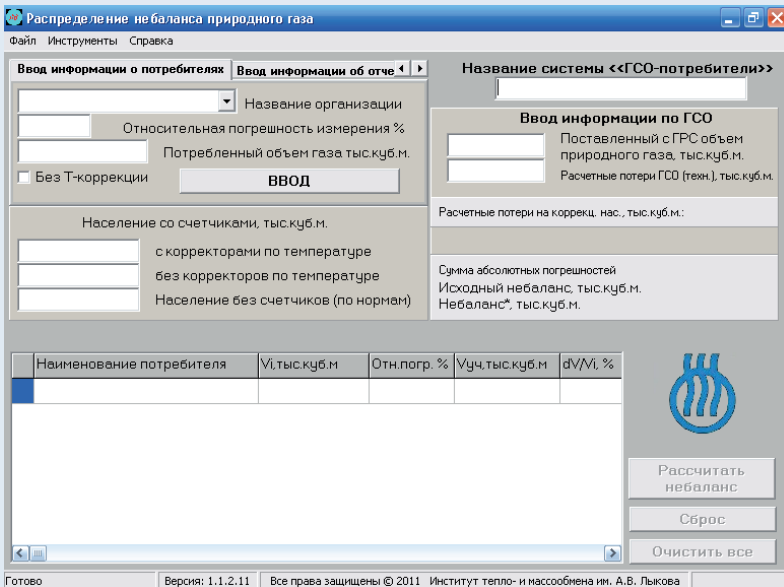 Распределение небаланса природного газа
Файл Инструменты Справка
Ввод информации о потребителях Ввод информации об отче
Название организации
Относительная погрешность измерения %
Потребленный объем газа тыс.куб.м.
Без Т-коррекции ВВОД
Население со счетчиками, тыс.куб.м.
с корректорами по температуре
без корректоров по температуре
Население без счетчиков (по нормам)
Название системы <<ГСО-потребители>>
Ввод информации по ГСО
Поставленный с ГРС объем
природного газа, тыс.куб.м.
Расчетные потери ГСО (техн.), тыс.куб.м.
Расчетные потери на коррекц. нас., тыс.куб.м.:
Сумма абсолютных погрешностей
Исходный небаланс, тыс.куб.м.
Небаланс*, тыс.куб.м.
Наименование потребителя Vi,тыс.куб.м Отн.погр. % Vуч,тыс.куб.м dV/Vi, %
Рассчитать
небаланс
Сброс
Очистить все
Готово Версия: 1.1.2.11 Все права защищены © 2011 Институт тепло- и массообмена им. А.В. Лыкова